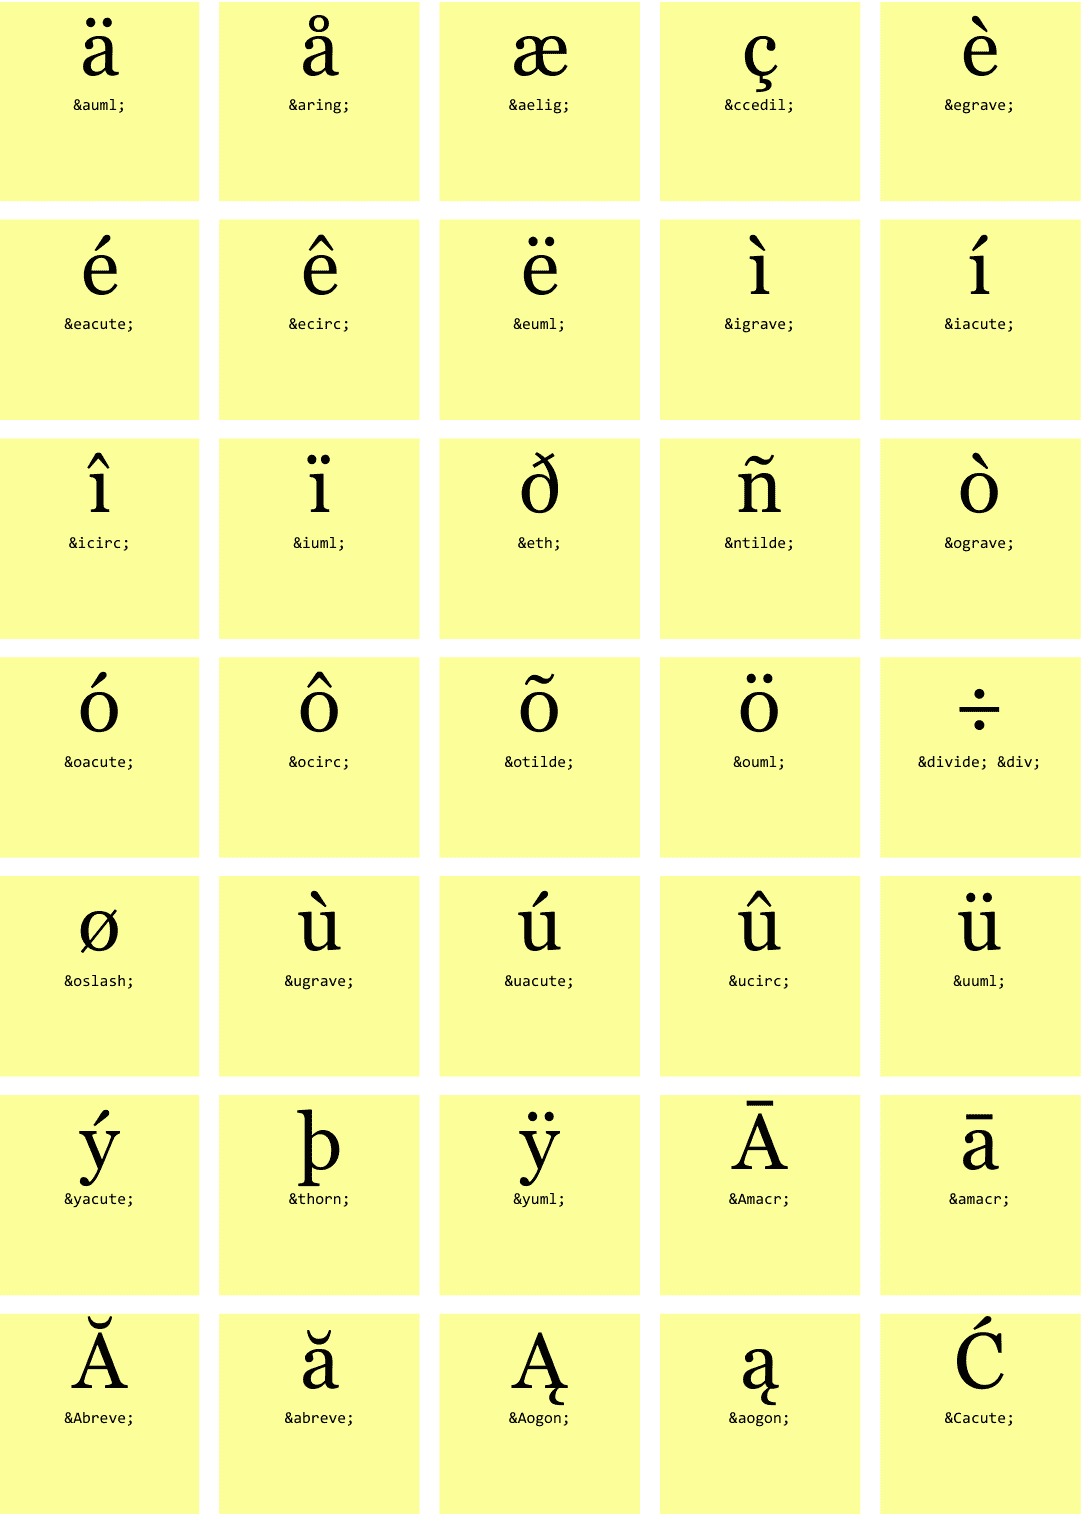 ä å æ ç è
&auml; &aring; &aelig; &ccedil; &egrave;
é ê ë ì í
&eacute; &ecirc; &euml; &igrave; &iacute;
î ï ð ñ ò
&icirc; &iuml; &eth; &ntilde; &ograve;
ó ô õ ö ÷
&oacute; &ocirc; &otilde; &ouml; &divide; &div;
ø ù ú û ü
&oslash; &ugrave; &uacute; &ucirc; &uuml;
ý þ ÿ Ā ā
&yacute; &thorn; &yuml; &Amacr; &amacr;
Ă ă Ą ą Ć
&Abreve; &abreve; &Aogon; &aogon; &Cacute;